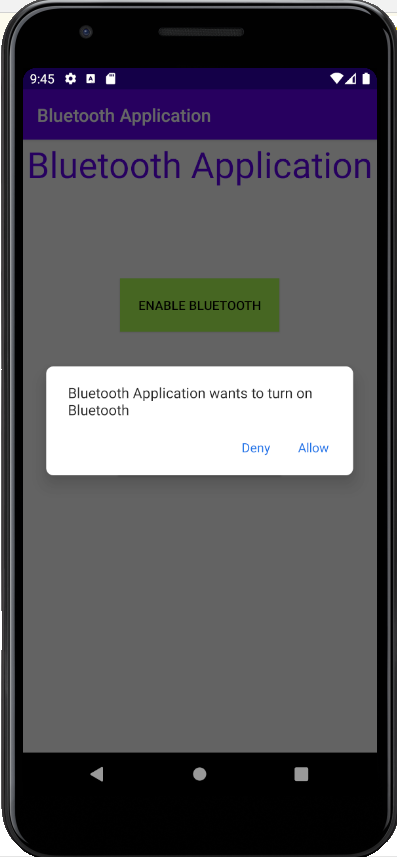 9:45
Bluetooth Application
Bluetooth Application
ENABLE BLUETOOTH
Bluetooth Application wants to turn on
Bluetooth
Deny Allow